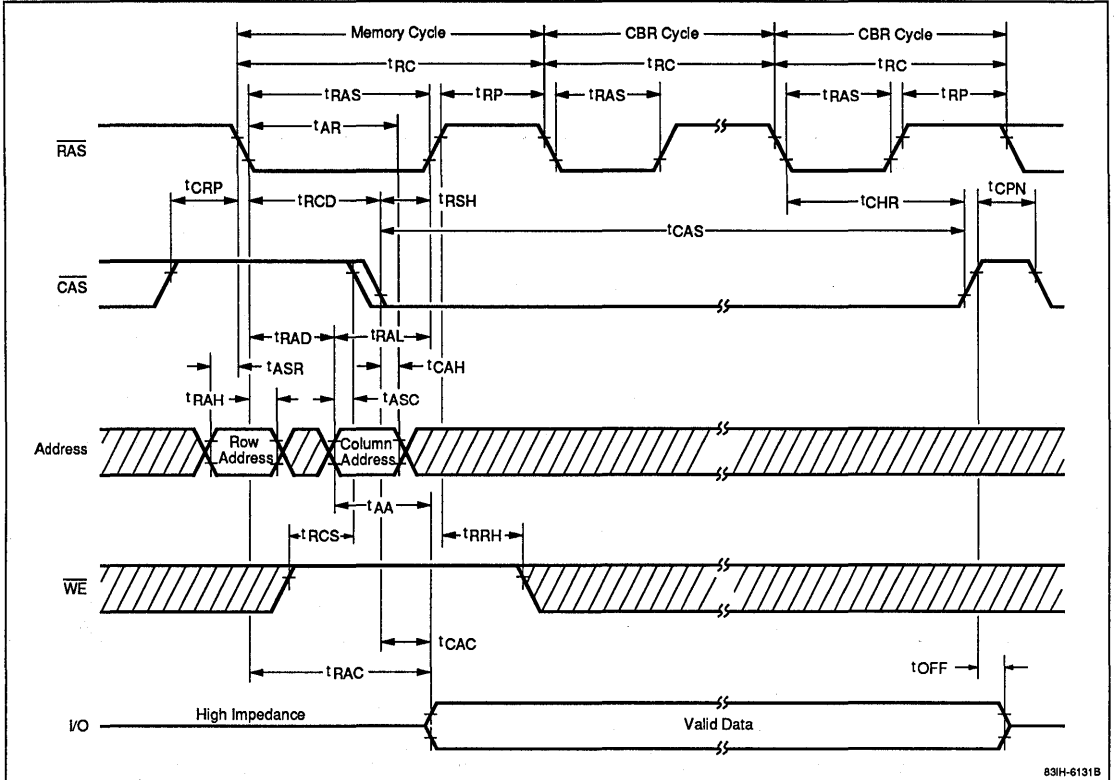 Memory Cycle CBR Cycle CBR Cycle
tRC tRC tRC
tRAS tRP tRAS tRAS tRP
tAR
RAS
tCRP tRCD tRSH tCHR tCPN
tCAS
CAS
tRAD tRAL
tASR tCAH
tRAH tASC
Address Row Address Column Address
tAA
tRCS tRRH
WE
tCAC
tRAC tOFF
I/O High Impedance Valid Data
83IH-6131B